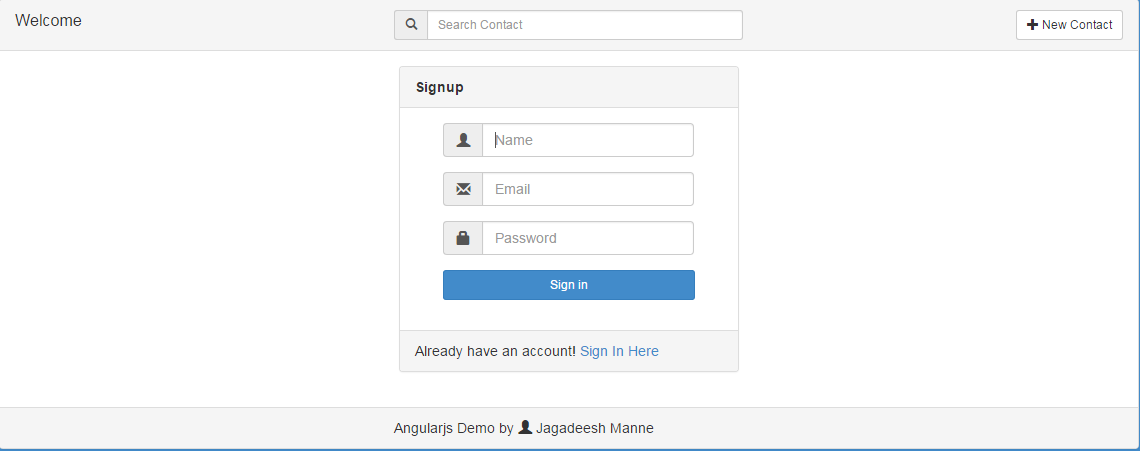 Welcome
Search Contact
New Contact
Signup
Name
Email
Password
Sign in
Already have an account! Sign In Here
Angularjs Demo by Jagadeesh Manne